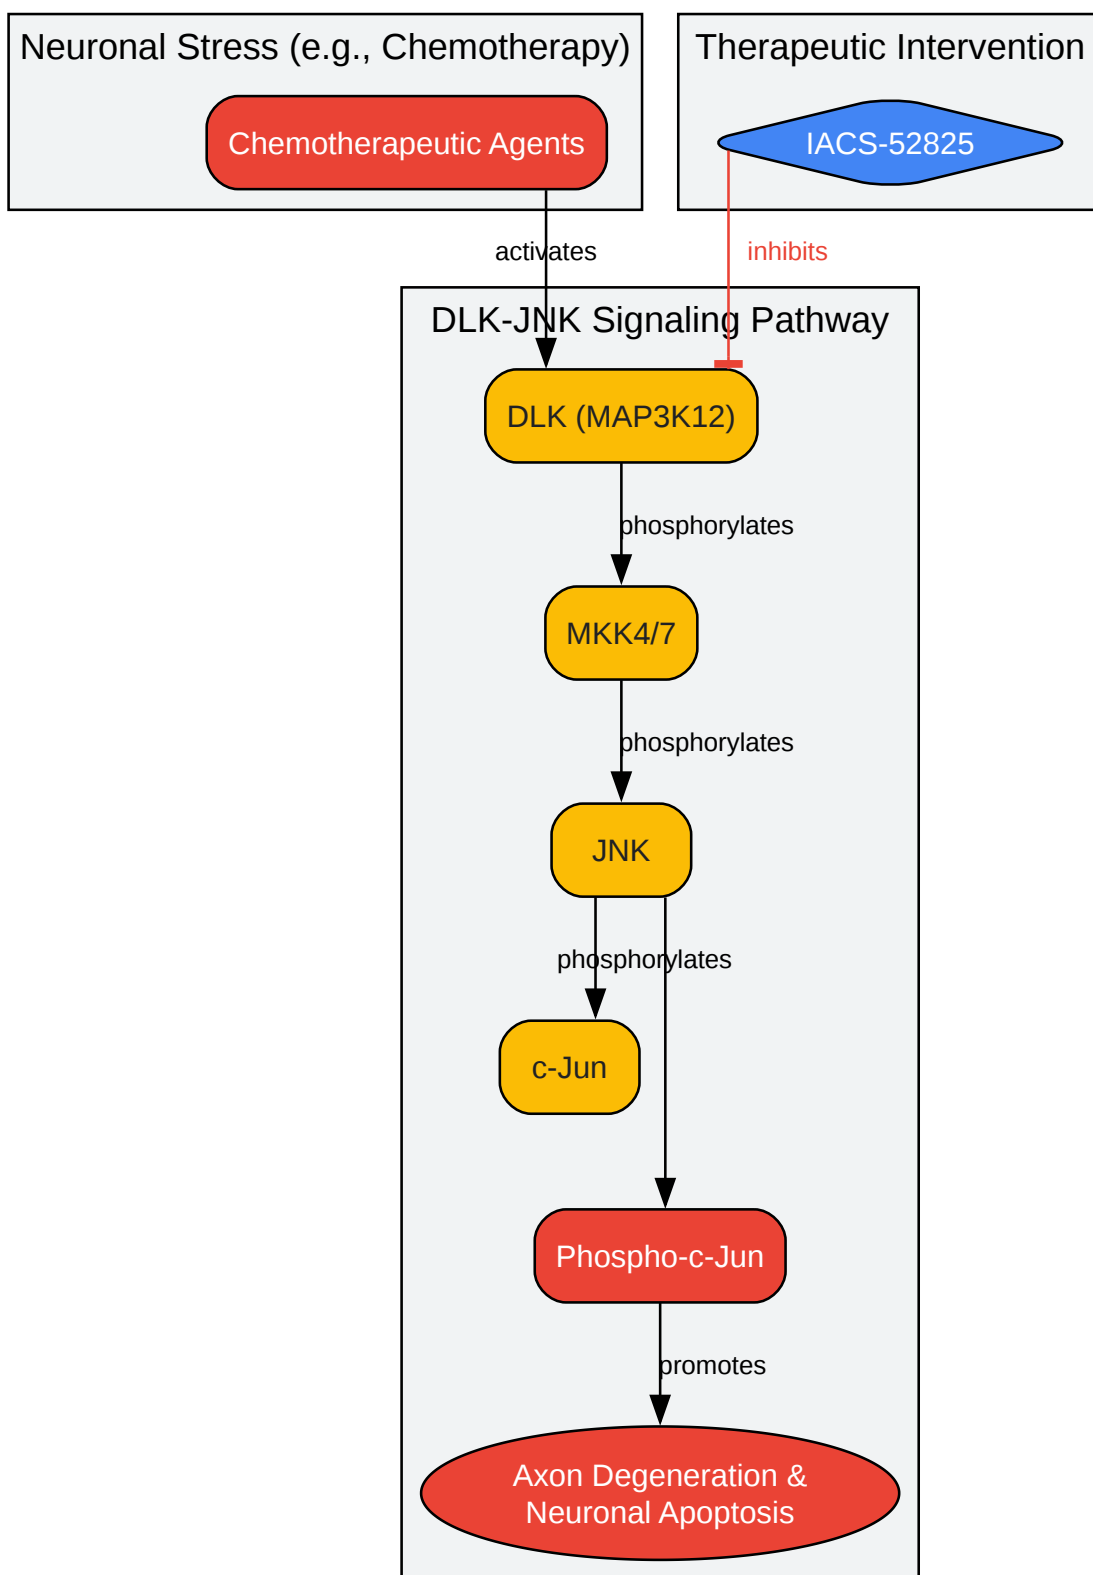 Neuronal Stress (e.g., Chemotherapy)
Therapeutic Intervention
Chemotherapeutic Agents
IACS-52825
activates
inhibits
DLK-JNK Signaling Pathway
DLK (MAP3K12)
phosphorylates
MKK4/7
phosphorylates
JNK
phosphorylates
c-Jun
Phospho-c-Jun
promotes
Axon Degeneration &
Neuronal Apoptosis